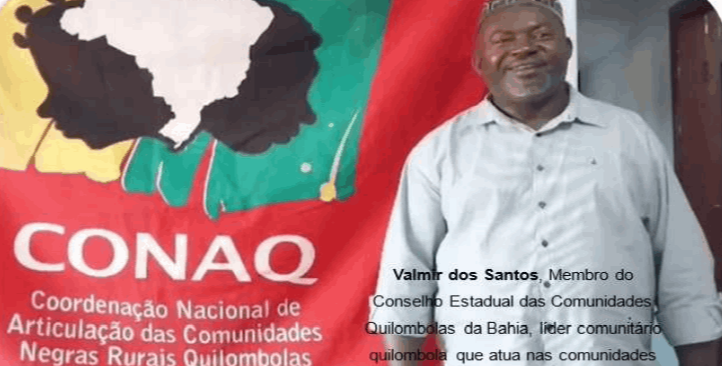 CONAQ
Coordenação Nacional de
Articulação das Comunidades
Negras Rurais Quilombolas
Valmir dos Santos, Membro do
Conselho Estadual das Comunidades
Quilombolas da Bahia, líder comunitário
quilombola que atua nas comunidades